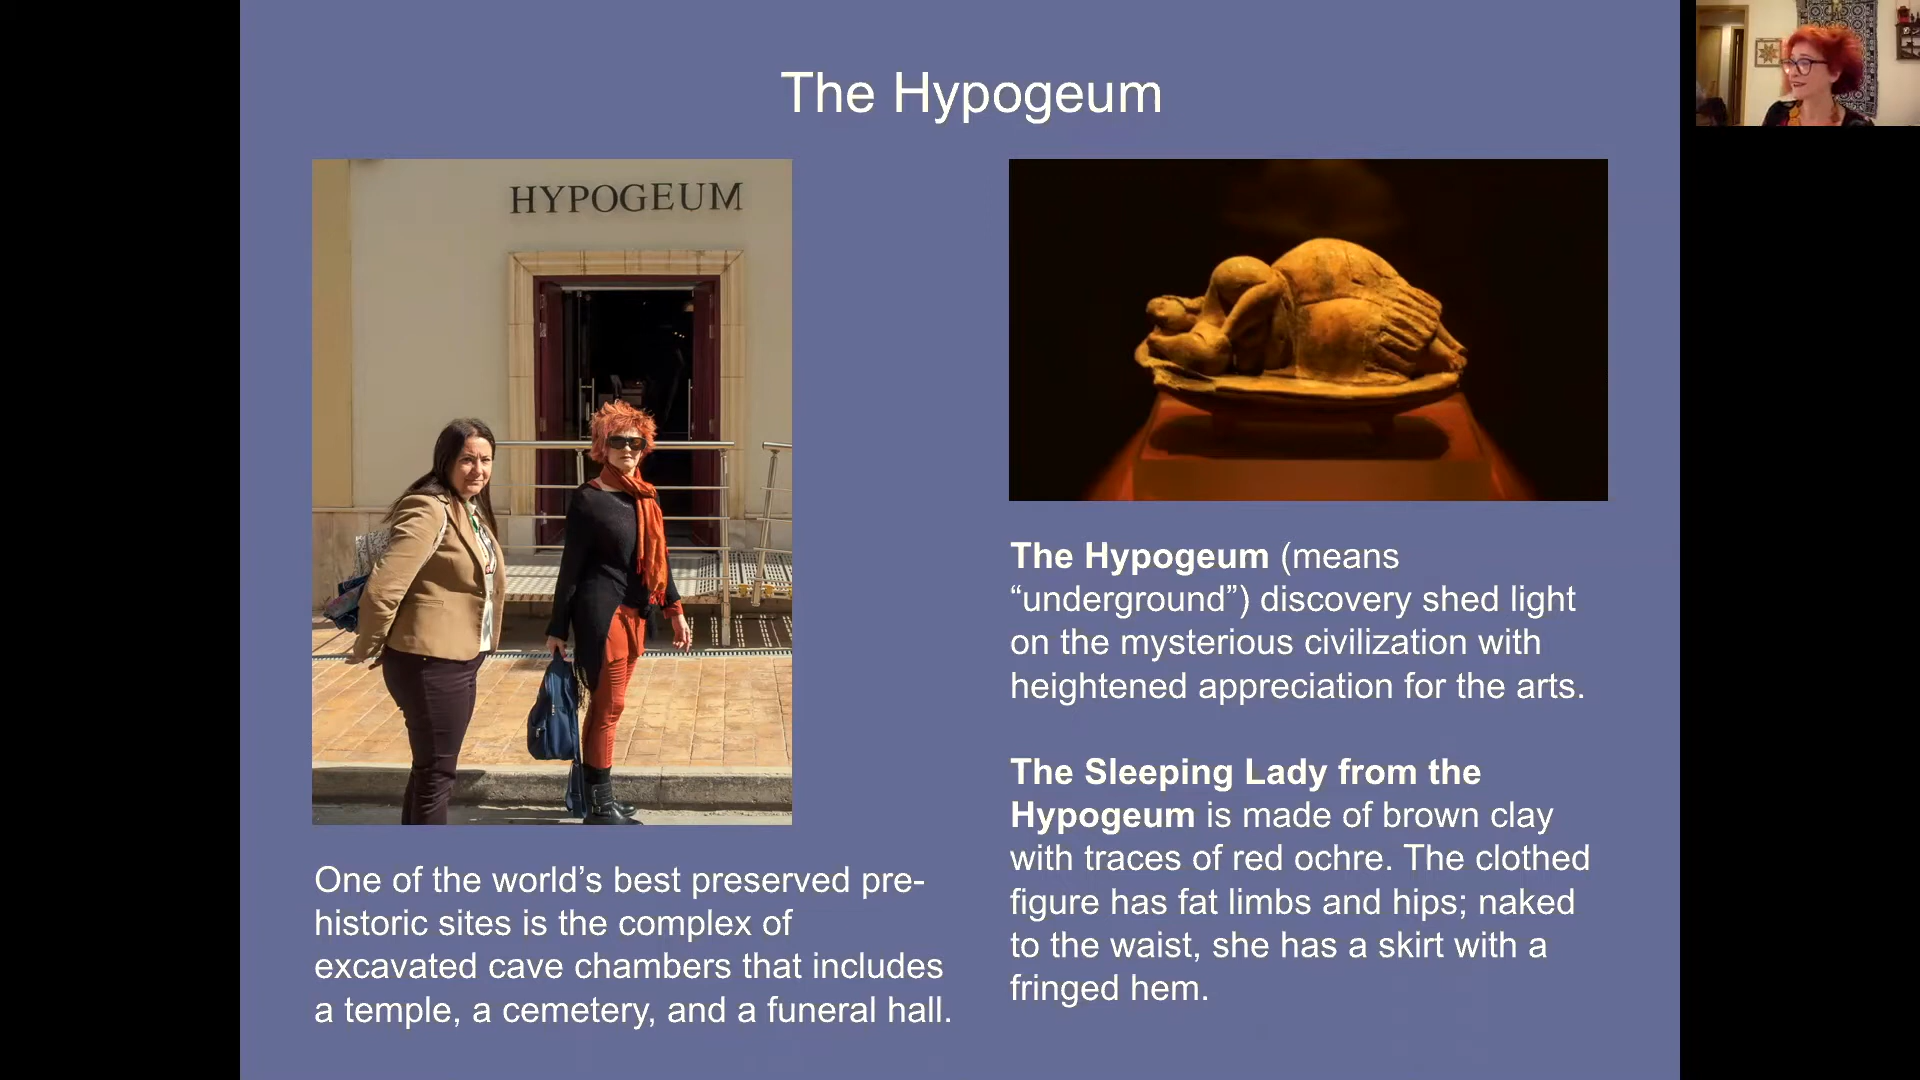 The Hypogeum
HYPOGEUM
One of the world’s best preserved pre-
historic sites is the complex of
excavated cave chambers that includes
a temple, a cemetery, and a funeral hall.
The Hypogeum (means
“underground”) discovery shed light
on the mysterious civilization with
heightened appreciation for the arts.
The Sleeping Lady from the
Hypogeum is made of brown clay
with traces of red ochre. The clothed
figure has fat limbs and hips; naked
to the waist, she has a skirt with a
fringed hem.